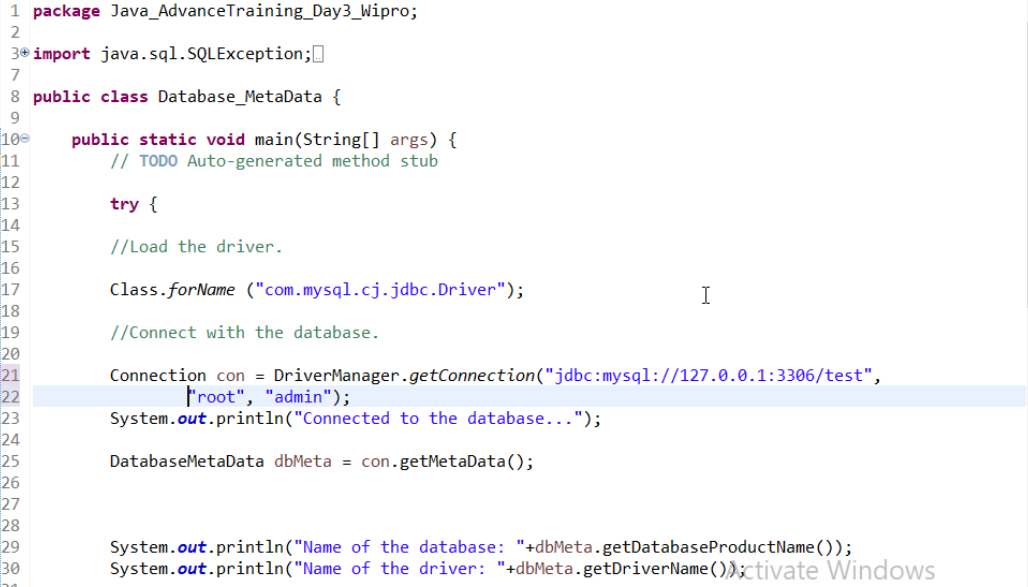 1 package Java_AdvanceTraining_Day3_Wipro;
2
3 import java.sql.SQLException;
7
8 public class Database_MetaData {
9
10 public static void main(String[] args) {
11 // TODO Auto-generated method stub
12
13 try {
14
15 //Load the driver.
16
17 Class.forName ("com.mysql.cj.jdbc.Driver");
18
19 //Connect with the database.
20
21 Connection con = DriverManager.getConnection("jdbc:mysql://127.0.0.1:3306/test",
22 "root", "admin");
23 System.out.println("Connected to the database...");
24
25 DatabaseMetaData dbMeta = con.getMetaData();
26
27
28
29 System.out.println("Name of the database: "+dbMeta.getDatabaseProductName());
30 System.out.println("Name of the driver: "+dbMeta.getDriverName());
Activate Windows